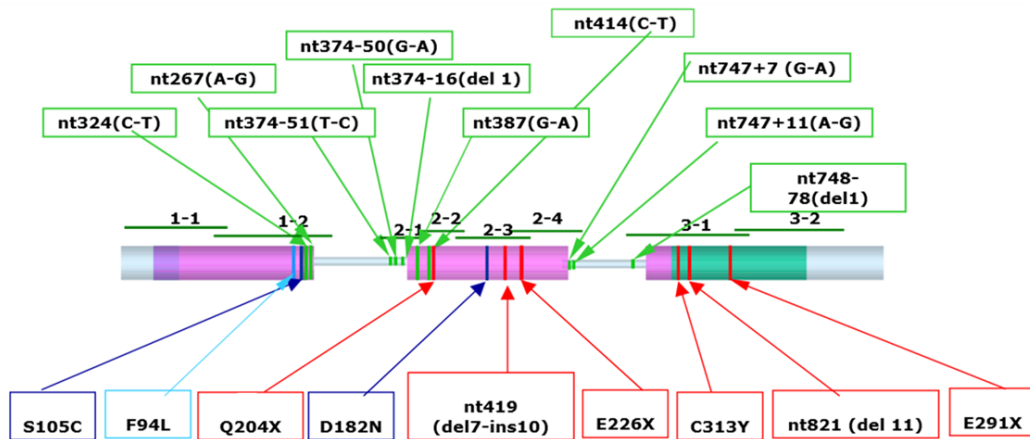 nt414(C-T)
nt374-50(G-A)
nt747+7 (G-A)
nt267(A-G)
nt374-16(del 1)
nt324(C-T)
nt374-51(T-C)
nt387(G-A)
nt747+11(A-G)
nt748-
78(del1)
1-1
1-2
2-1
2-2
2-3
2-4
3-1
3-2
S105C
F94L
Q204X
D182N
nt419
(del7-ins10)
E226X
C313Y
nt821 (del 11)
E291X